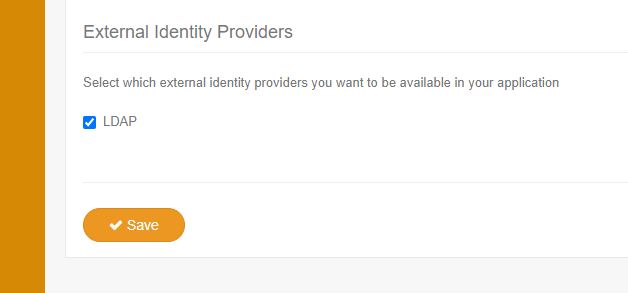 External Identity Providers
Select which external identity providers you want to be available in your application
LDAP
Save